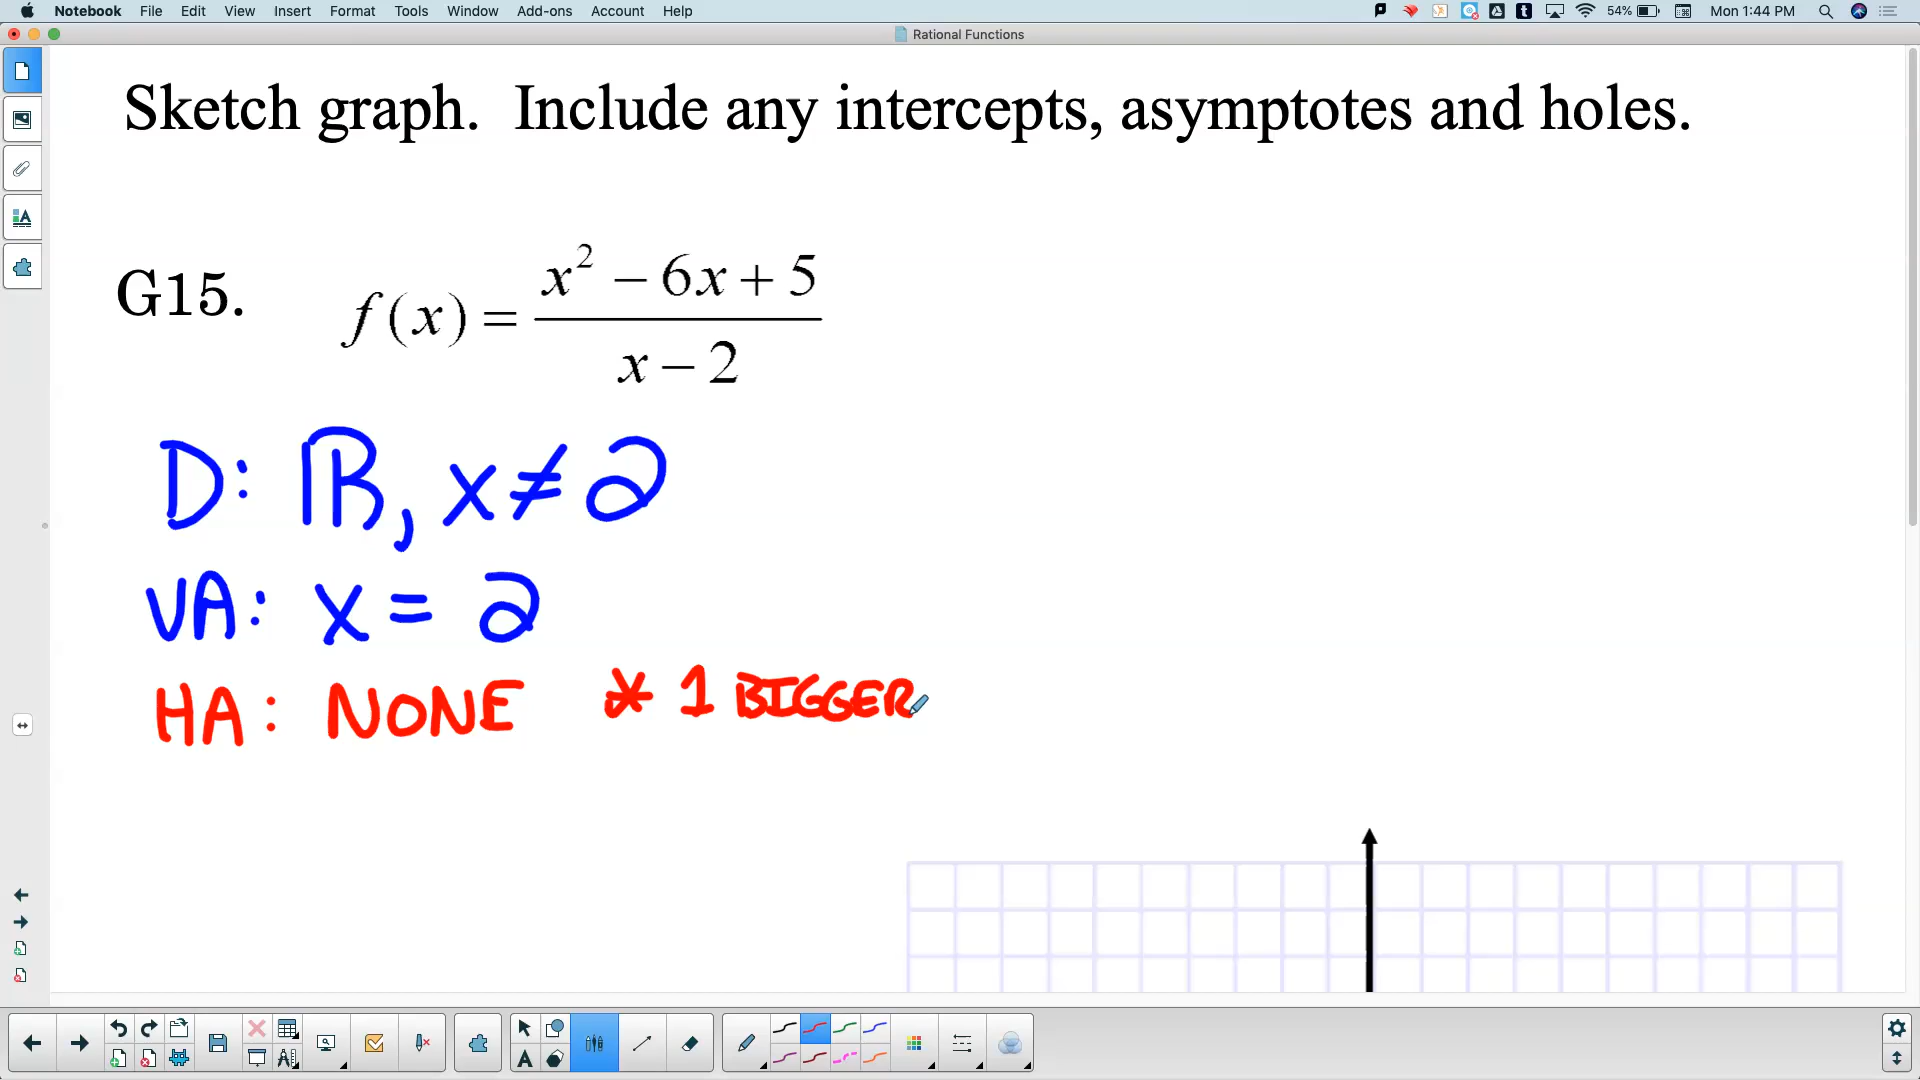 Notebook File Edit View Insert Format Tools Window Add-ons Account Help 54% Mon 1:44 PM
Rational Functions
Sketch graph. Include any intercepts, asymptotes and holes.
G15. f(x) = (x² − 6x + 5) / (x − 2)
D: ℝ, x ≠ 2
VA: x = 2
HA: NONE * 1 BIGGER